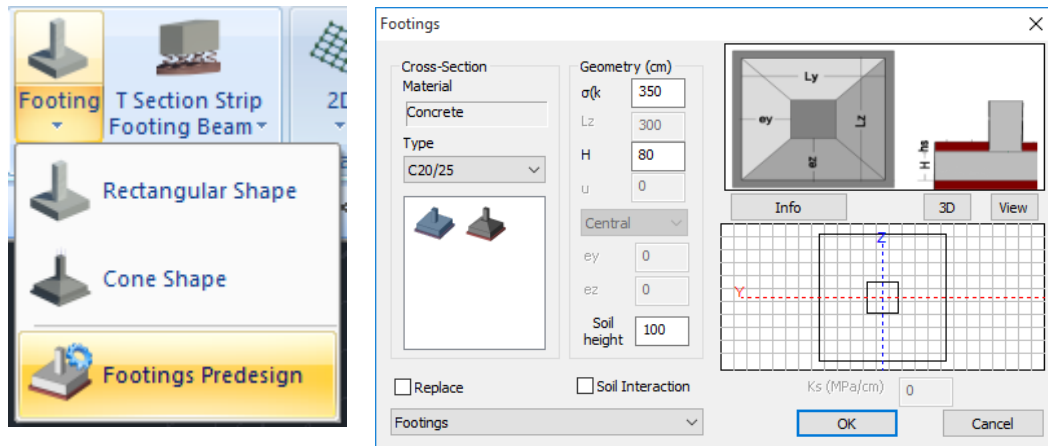 Footing
T Section Strip
Footing Beam
2D
Rectangular Shape
Cone Shape
Footings Predesign
Footings
Cross-Section
Material
Concrete
Type
C20/25
Geometry (cm)
σ(k
350
Lz
300
H
80
u
0
Central
ey
0
ez
0
Soil
height
100
Replace
Soil Interaction
Footings
Ly
ey
Lz
ez
H
hs
Info
3D
View
Z
Y
Ks (MPa/cm)
0
OK
Cancel